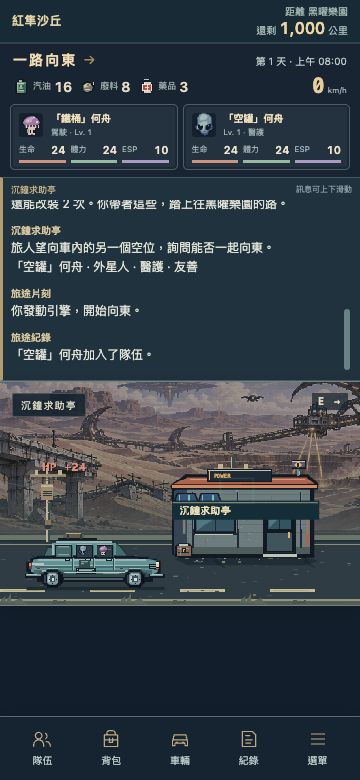 紅隼沙丘
距離 黑曜樂園
還剩 1,000 公里
一路向東 →
第 1 天 · 上午 08:00
汽油 16 廢料 8 藥品 3
0 km/h
「鐵桶」何舟
駕駛 · Lv. 1
生命 24 體力 24 ESP 10
「空罐」何舟
Lv. 1 · 醫護
生命 24 體力 24 ESP 10
沉鐘求助亭
訊息可上下滑動
還能改裝 2 次。你帶著這些，踏上往黑曜樂園的路。
沉鐘求助亭
旅人望向車內的另一個空位，詢問能否一起向東。
「空罐」何舟 · 外星人 · 醫護 · 友善
旅途片刻
你發動引擎，開始向東。
旅途紀錄
「空罐」何舟加入了隊伍。
沉鐘求助亭
E →
HP +24
POWER
沉鐘求助亭
隊伍
背包
車輛
紀錄
選單